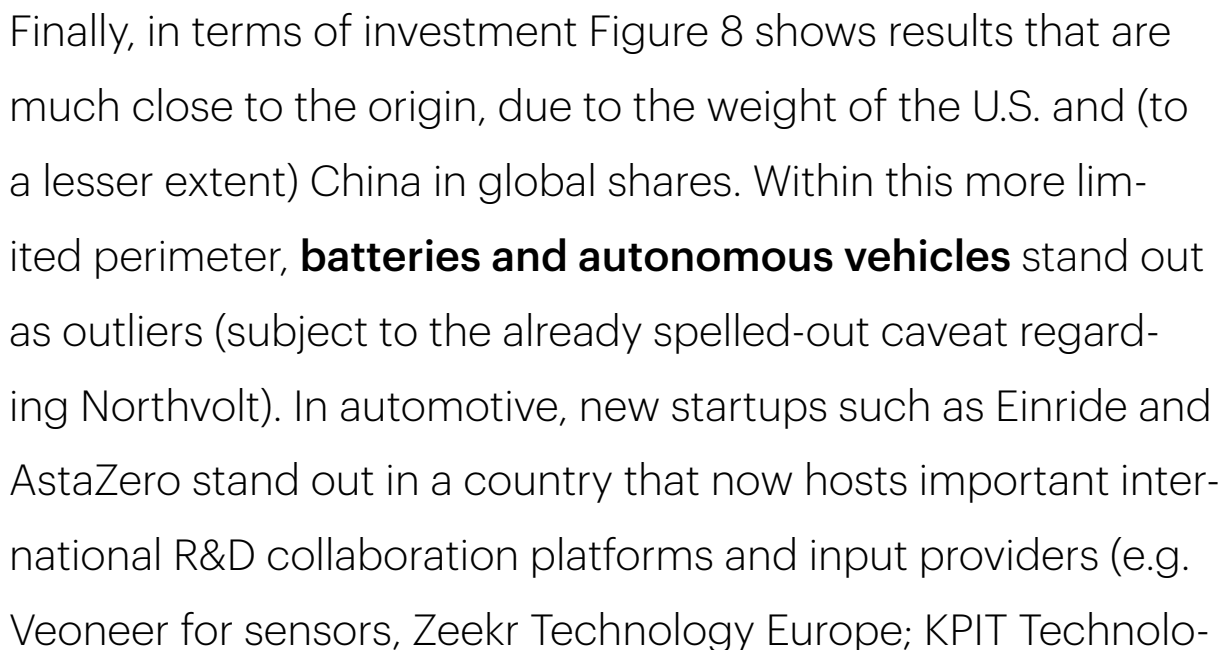 Finally, in terms of investment Figure 8 shows results that are
much close to the origin, due to the weight of the U.S. and (to
a lesser extent) China in global shares. Within this more lim-
ited perimeter, batteries and autonomous vehicles stand out
as outliers (subject to the already spelled-out caveat regard-
ing Northvolt). In automotive, new startups such as Einride and
AstaZero stand out in a country that now hosts important inter-
national R&D collaboration platforms and input providers (e.g.
Veoneer for sensors, Zeekr Technology Europe; KPIT Technolo-